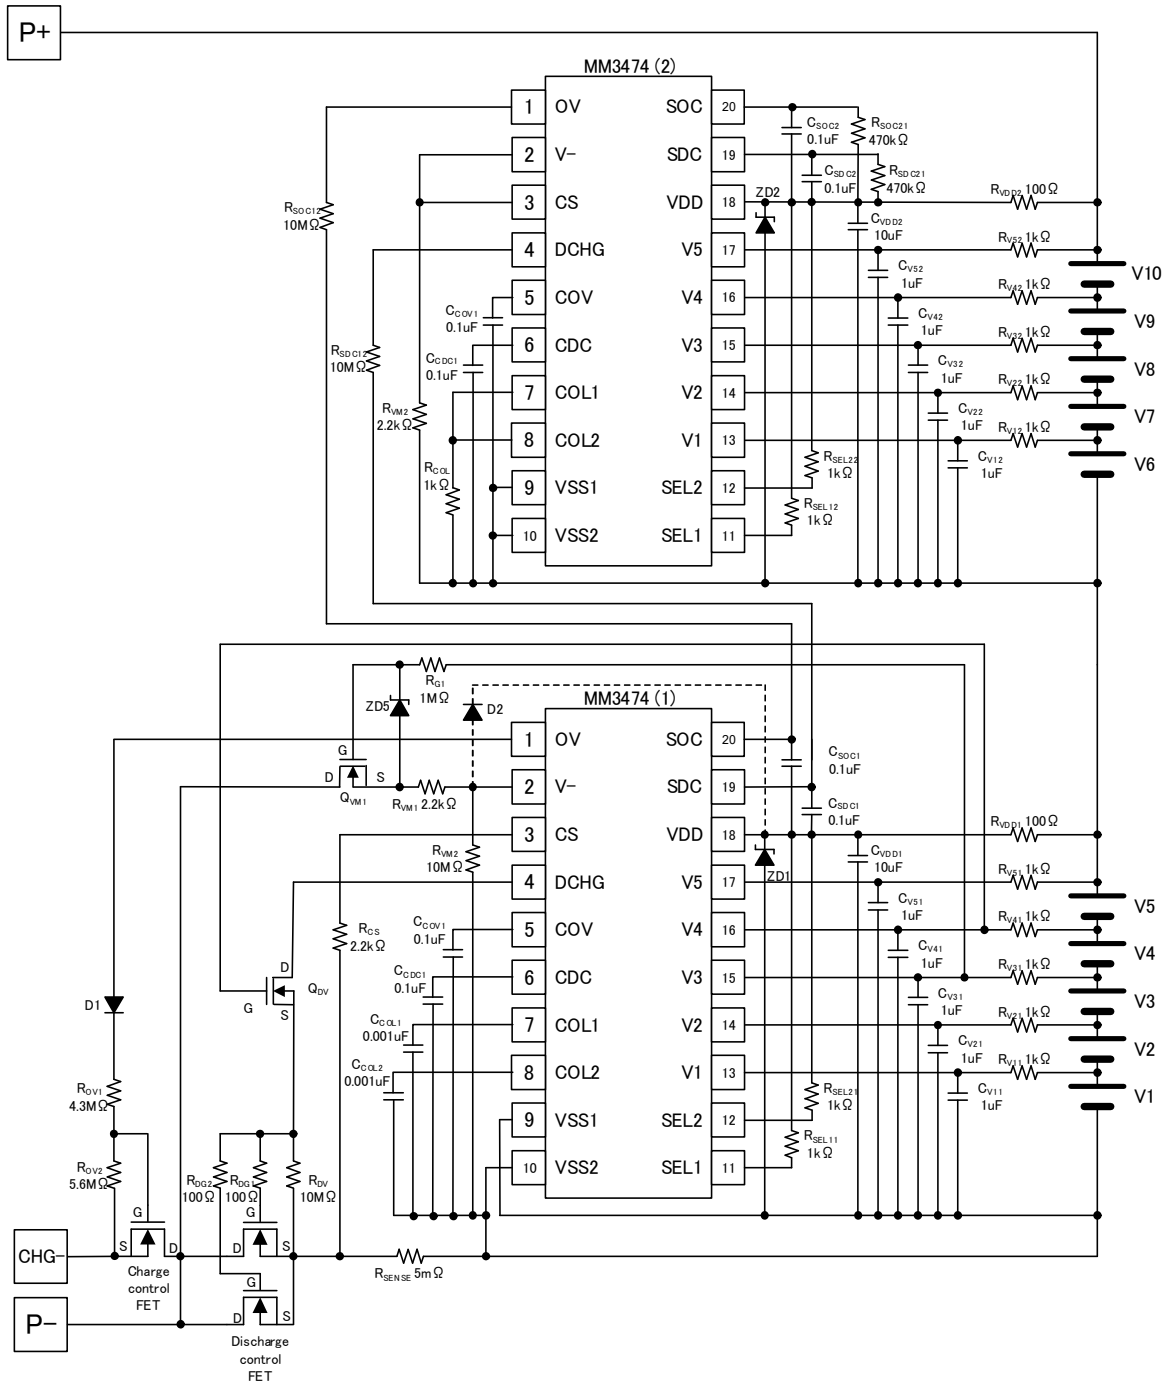 P+
MM3474 (2)
1 OV
2 V-
3 CS
4 DCHG
5 COV
6 CDC
7 COL1
8 COL2
9 VSS1
10 VSS2
SOC 20
SDC 19
VDD 18
V5 17
V4 16
V3 15
V2 14
V1 13
SEL2 12
SEL1 11
RSOC12
10MΩ
RSDC12
10MΩ
CCOV1
0.1uF
CCDC1
0.1uF
RVM2
2.2kΩ
RCOL
1kΩ
CSOC2
0.1uF
RSOC21
470kΩ
CSDC2
0.1uF
RSDC21
470kΩ
ZD2
CVDD2
10uF
RVDD2 100Ω
RV52 1kΩ
CV52
1uF
RV42 1kΩ
CV42
1uF
RV32 1kΩ
CV32
1uF
RV22 1kΩ
CV22
1uF
RV12 1kΩ
CV12
1uF
RSEL22
1kΩ
RSEL12
1kΩ
V10
V9
V8
V7
V6
MM3474 (1)
1 OV
2 V-
3 CS
4 DCHG
5 COV
6 CDC
7 COL1
8 COL2
9 VSS1
10 VSS2
SOC 20
SDC 19
VDD 18
V5 17
V4 16
V3 15
V2 14
V1 13
SEL2 12
SEL1 11
RG1
1MΩ
ZD5
D2
G
D
S
QVM1
RVM1 2.2kΩ
RVM2
10MΩ
RCS
2.2kΩ
CCOV1
0.1uF
CCDC1
0.1uF
CCOL1
0.001uF
CCOL2
0.001uF
D
QDV
G
S
D1
ROV1
4.3MΩ
ROV2
5.6MΩ
RDG2
100Ω
RDG1
100Ω
RDV
10MΩ
CSOC1
0.1uF
CSDC1
0.1uF
ZD1
CVDD1
10uF
RVDD1 100Ω
RV51 1kΩ
CV51
1uF
RV41 1kΩ
CV41
1uF
RV31 1kΩ
CV31
1uF
RV21 1kΩ
CV21
1uF
RV11 1kΩ
CV11
1uF
RSEL21
1kΩ
RSEL11
1kΩ
V5
V4
V3
V2
V1
CHG-
G
S
D
Charge
control
FET
G
D
S
RSENSE 5mΩ
P-
G
D
S
Discharge
control
FET